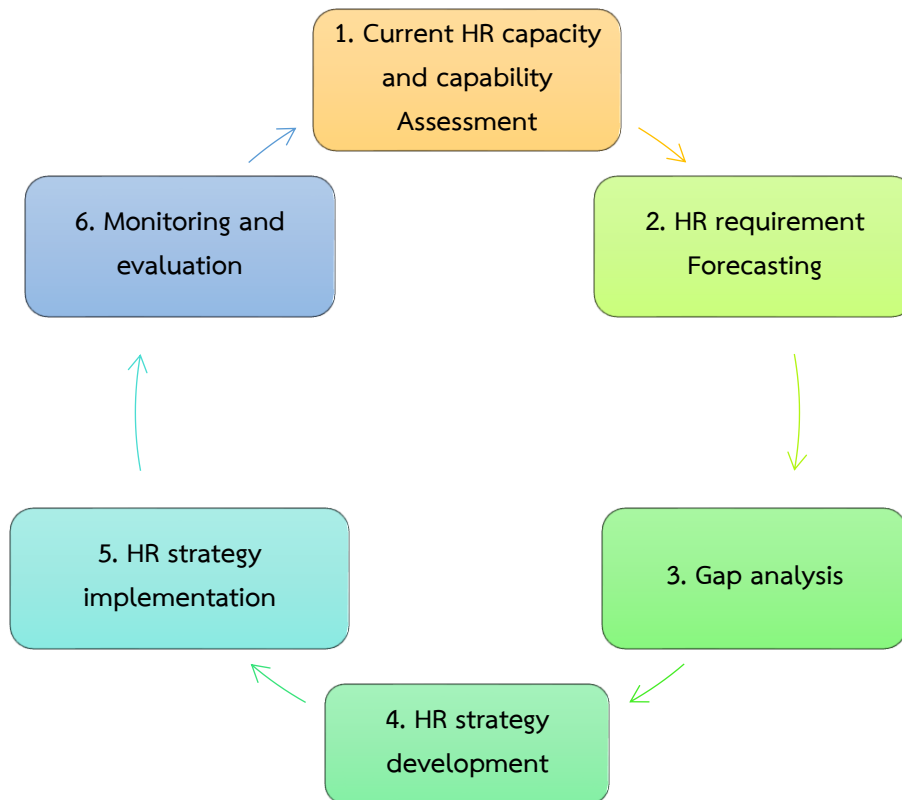 1. Current HR capacity
and capability
Assessment
2. HR requirement
Forecasting
3. Gap analysis
4. HR strategy
development
5. HR strategy
implementation
6. Monitoring and
evaluation